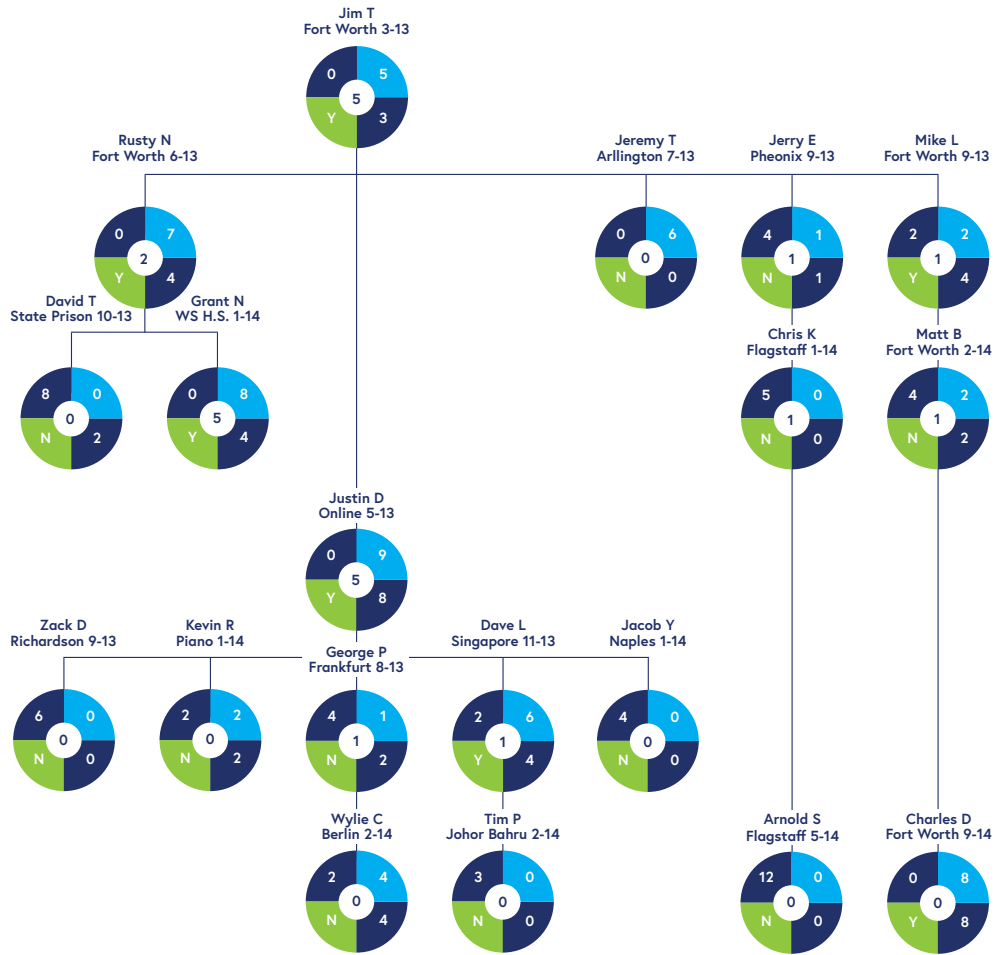 Jim T
Fort Worth 3-13
0 5
5
Y 3
Rusty N
Fort Worth 6-13
Jeremy T
Arllington 7-13
Jerry E
Pheonix 9-13
Mike L
Fort Worth 9-13
0 7
2
Y 4
0 6
0
N 0
4 1
1
N 1
2 2
1
Y 4
David T
State Prison 10-13
Grant N
WS H.S. 1-14
Chris K
Flagstaff 1-14
Matt B
Fort Worth 2-14
8 0
0
N 2
0 8
5
Y 4
5 0
1
N 0
4 2
1
N 2
Justin D
Online 5-13
0 9
5
Y 8
Zack D
Richardson 9-13
Kevin R
Piano 1-14
George P
Frankfurt 8-13
Dave L
Singapore 11-13
Jacob Y
Naples 1-14
6 0
0
N 0
2 2
0
N 2
4 1
1
N 2
2 6
1
Y 4
4 0
0
N 0
Wylie C
Berlin 2-14
Tim P
Johor Bahru 2-14
Arnold S
Flagstaff 5-14
Charles D
Fort Worth 9-14
2 4
0
N 4
3 0
0
N 0
12 0
0
N 0
0 8
0
Y 8